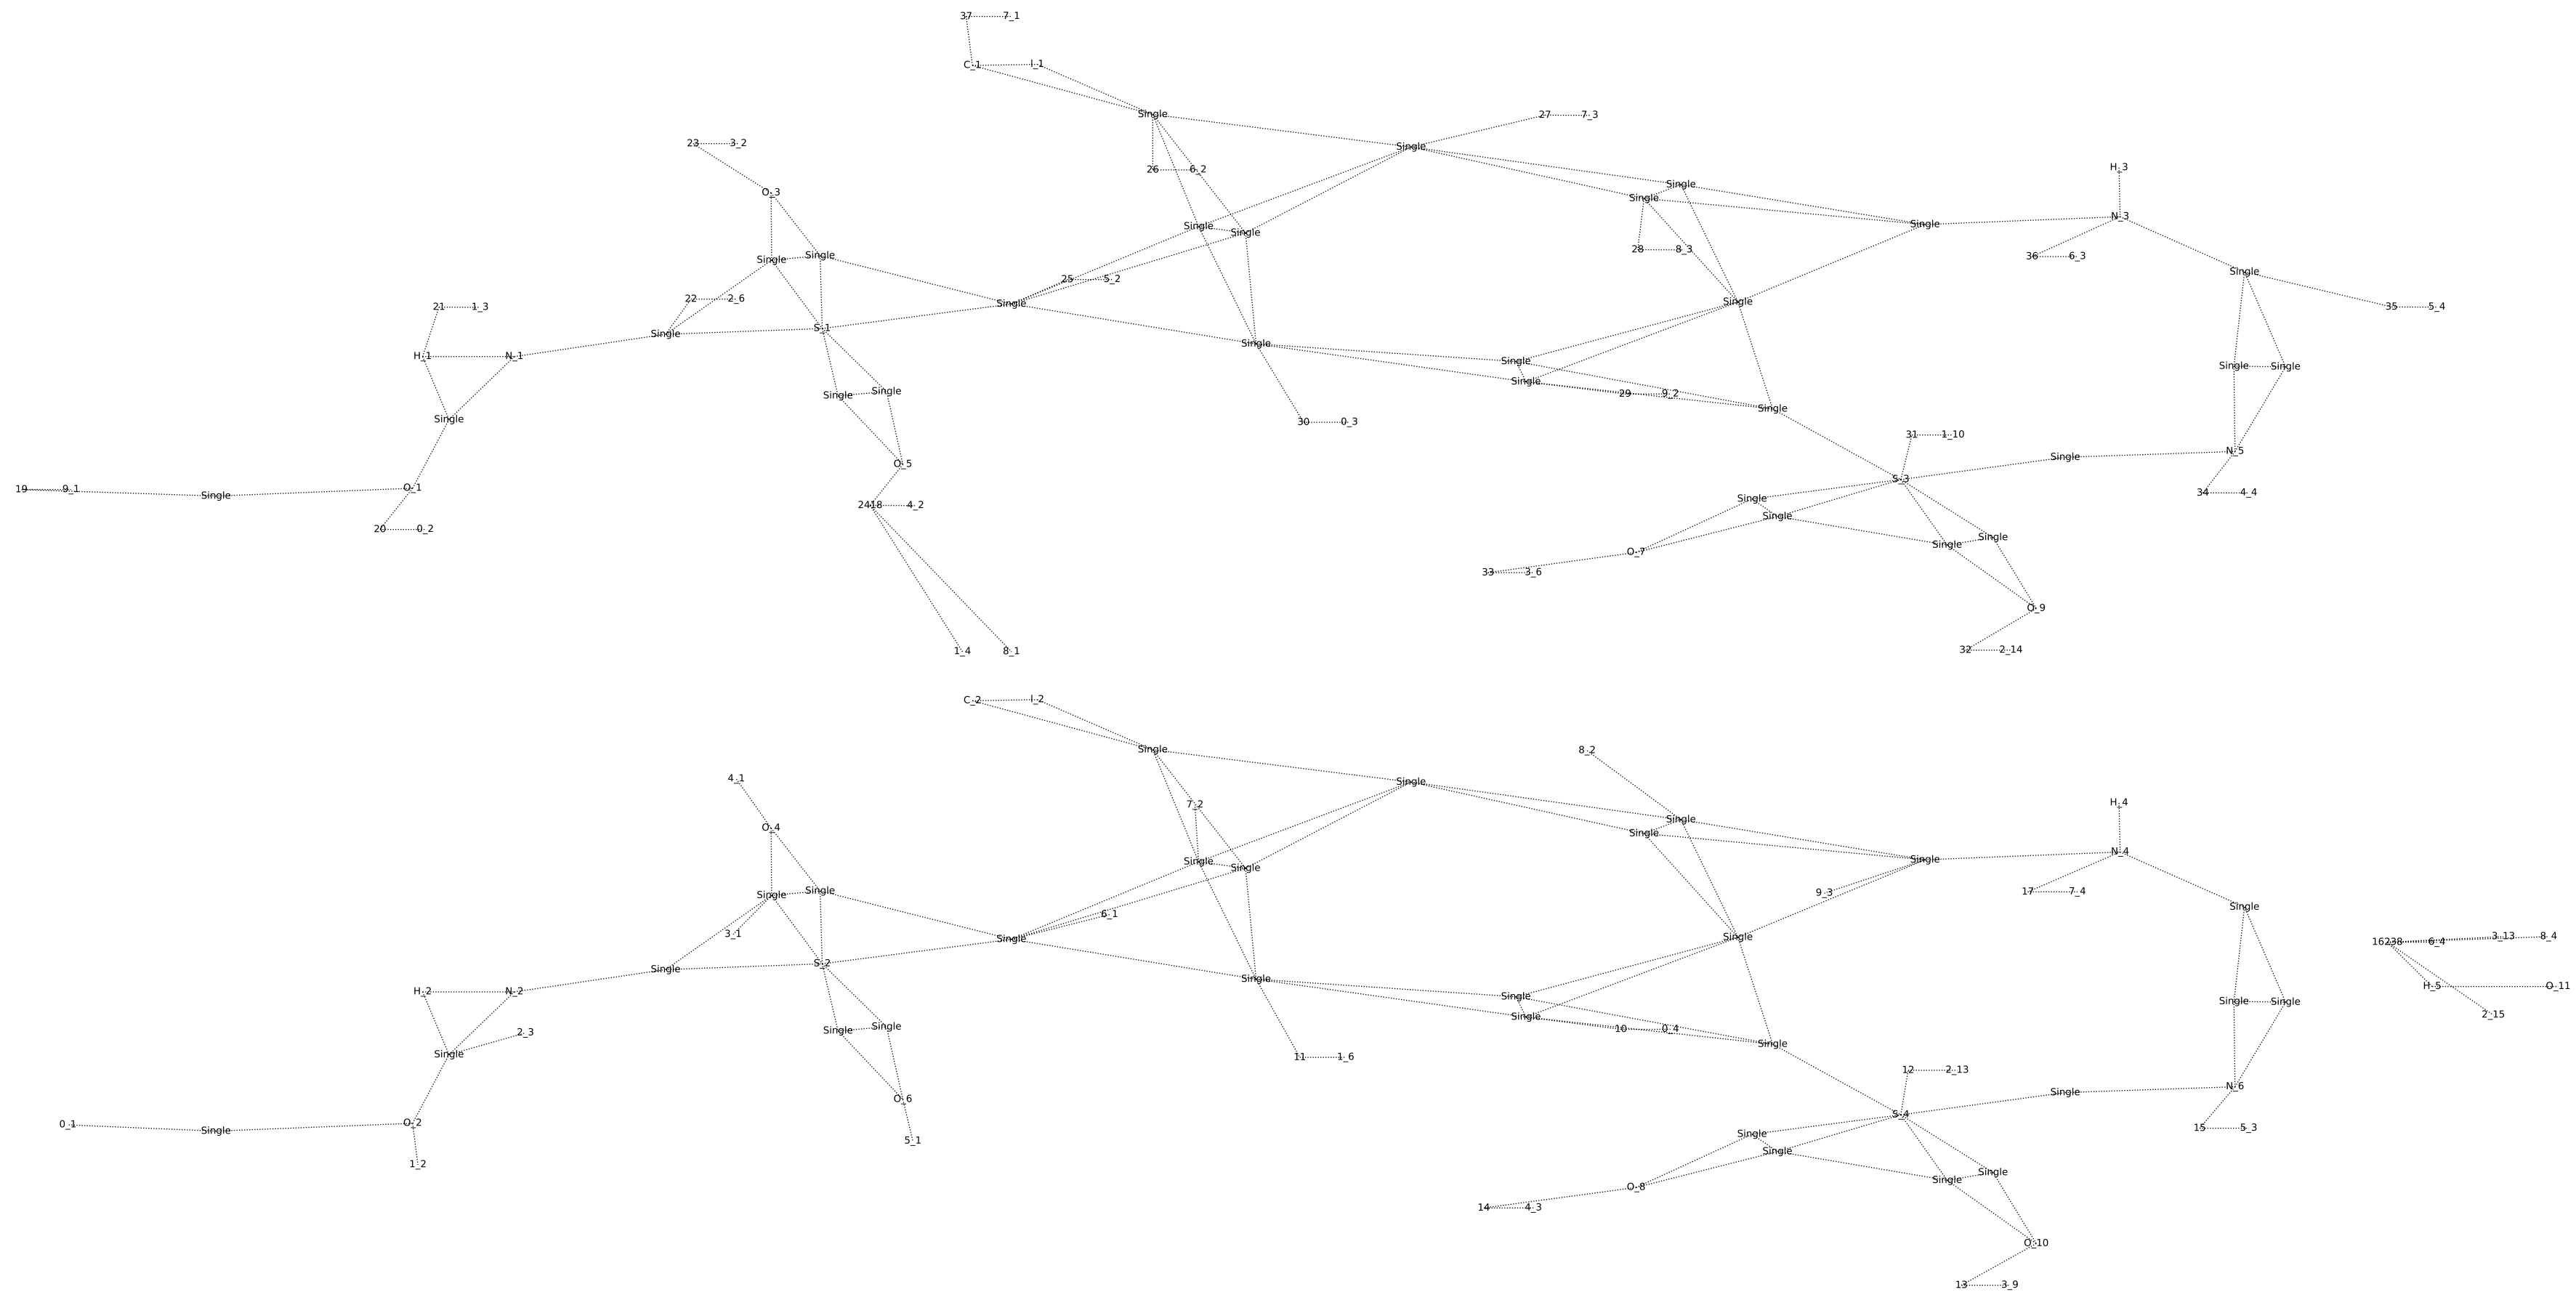 37 7_1
C_1 I_1
Single 27 7_3
23 3_2 Single
26 6_2 H_3
O_3 Single
Single N_3
Single Single Single
Single Single 28 8_3 36 6_3
22 2_6 25 5_2 Single
21 1_3 Single Single 35 5_4
Single S_1 Single
H_1 N_1 Single Single Single
Single Single Single 29 9_2
Single 30 0_3 Single
31 1_10
O_5 Single N_5
19 9_1 Single O_1 S_3 34 4_4
2418 4_2 Single
20 0_2 Single
Single Single
O_7
33 3_6
O_9
1_4 8_1 32 2_14
C_2 I_2
Single 8_2
4_1 Single
7_2 H_4
O_4 Single
Single N_4
Single Single Single
Single Single 9_3 17 7_4
3_1 6_1 Single
Single Single 16238 6_4 3_13 8_4
Single S_2 Single
H_2 N_2 Single Single Single H_5 O_11
2_3 Single Single Single 10 0_4 2_15
Single 11 1_6 Single
12 2_13
O_6 Single N_6
0_1 Single O_2 S_4 15 5_3
5_1 Single
1_2 Single
Single Single
O_8
14 4_3
O_10
13 3_9